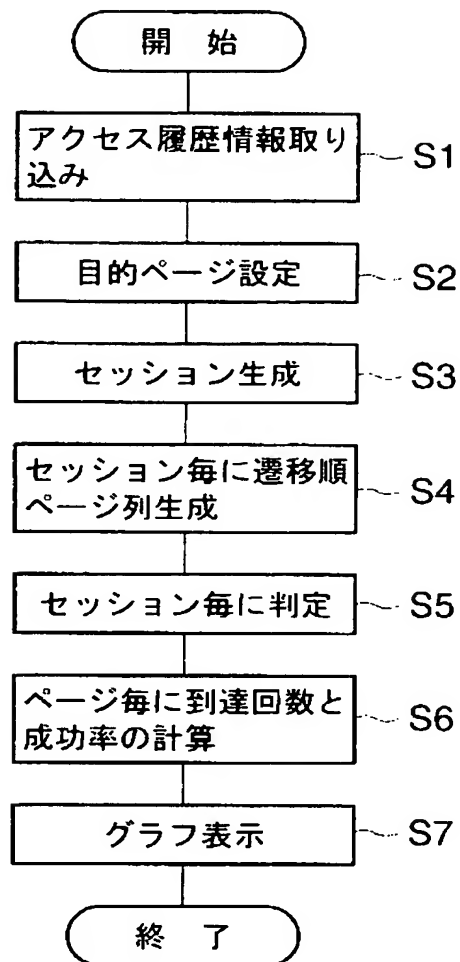 開 始
アクセス履歴情報取り
込み
S1
目的ページ設定
S2
セッション生成
S3
セッション毎に遷移順
ページ列生成
S4
セッション毎に判定
S5
ページ毎に到達回数と
成功率の計算
S6
グラフ表示
S7
終 了